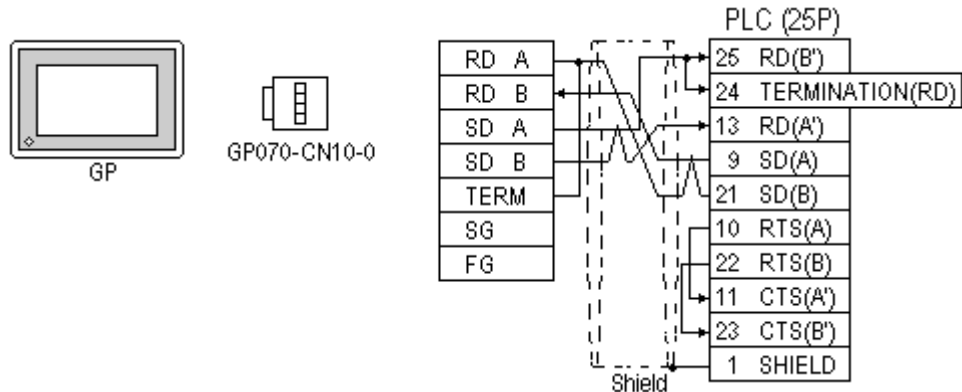 PLC (25P)
RD A
RD B
SD A
SD B
TERM
SG
FG
25 RD(B')
24 TERMINATION(RD)
13 RD(A')
9 SD(A)
21 SD(B)
10 RTS(A)
22 RTS(B)
11 CTS(A')
23 CTS(B')
1 SHIELD
GP
GP070-CN10-0
Shield